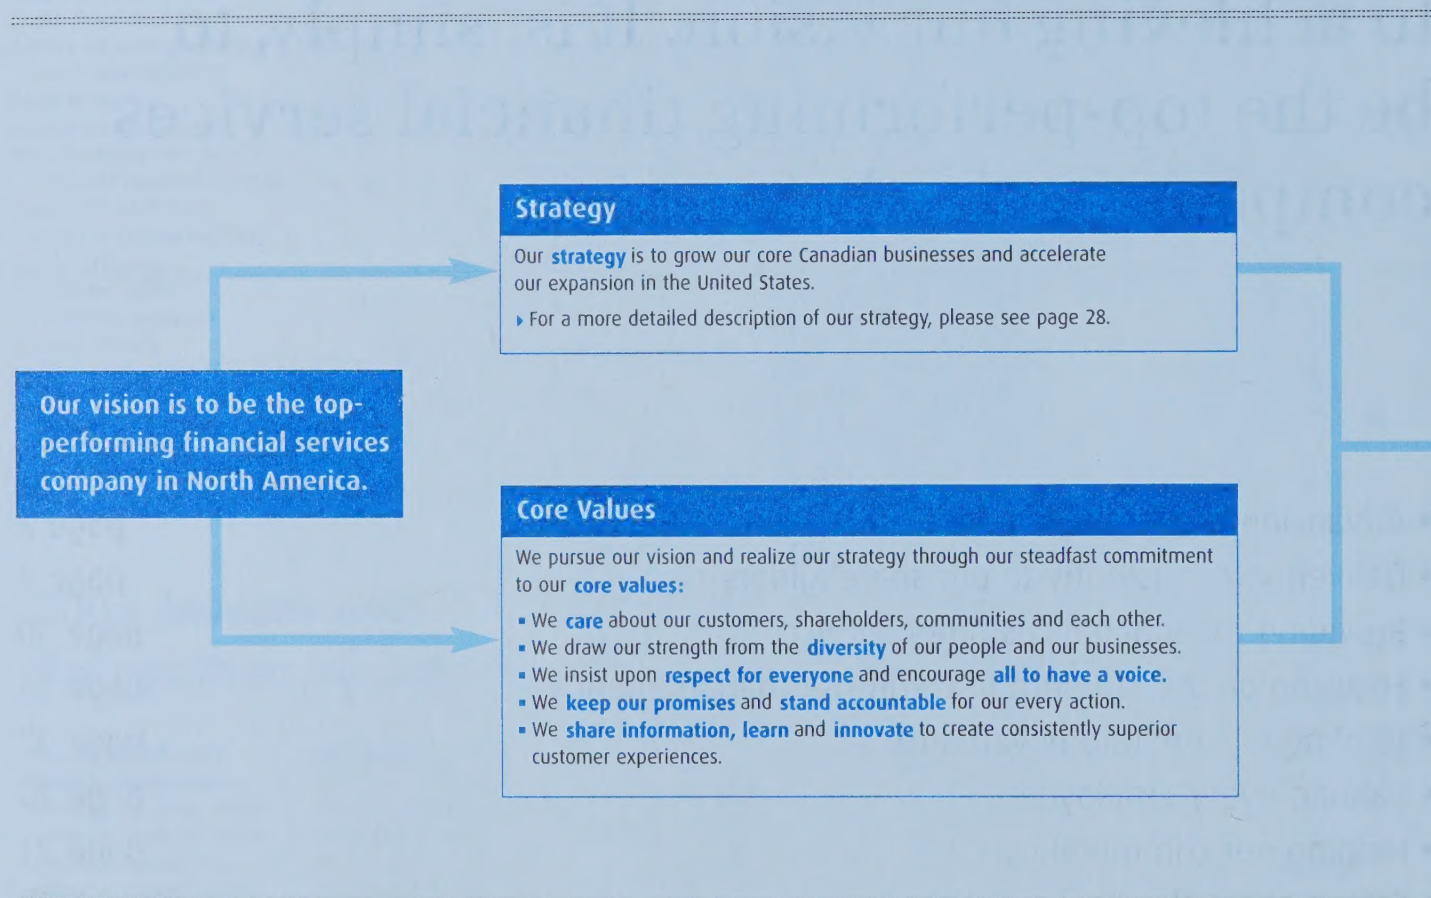 Our vision is to be the top-
performing financial services
company in North America.
Strategy
Our strategy is to grow our core Canadian businesses and accelerate
our expansion in the United States.
▸ For a more detailed description of our strategy, please see page 28.
Core Values
We pursue our vision and realize our strategy through our steadfast commitment
to our core values:
▪ We care about our customers, shareholders, communities and each other.
▪ We draw our strength from the diversity of our people and our businesses.
▪ We insist upon respect for everyone and encourage all to have a voice.
▪ We keep our promises and stand accountable for our every action.
▪ We share information, learn and innovate to create consistently superior
customer experiences.